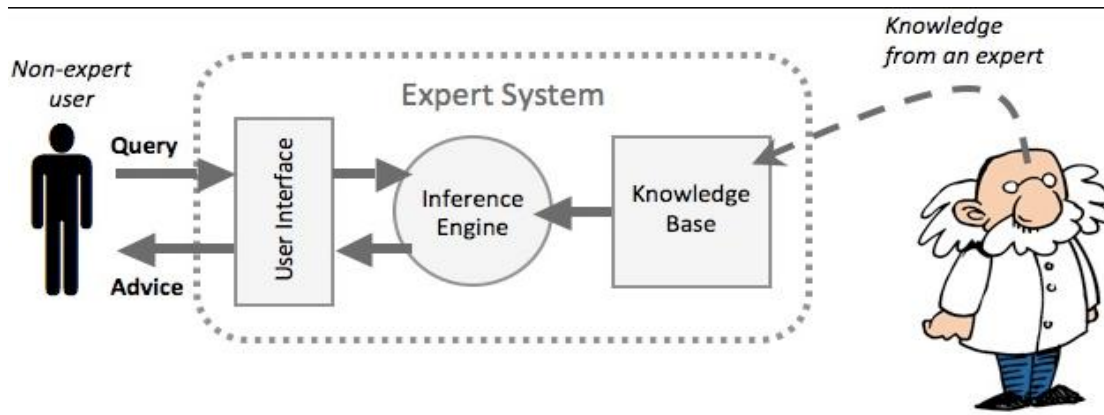 Knowledge
from an expert
Non-expert
user
Expert System
Query
Advice
User Interface
Inference
Engine
Knowledge
Base